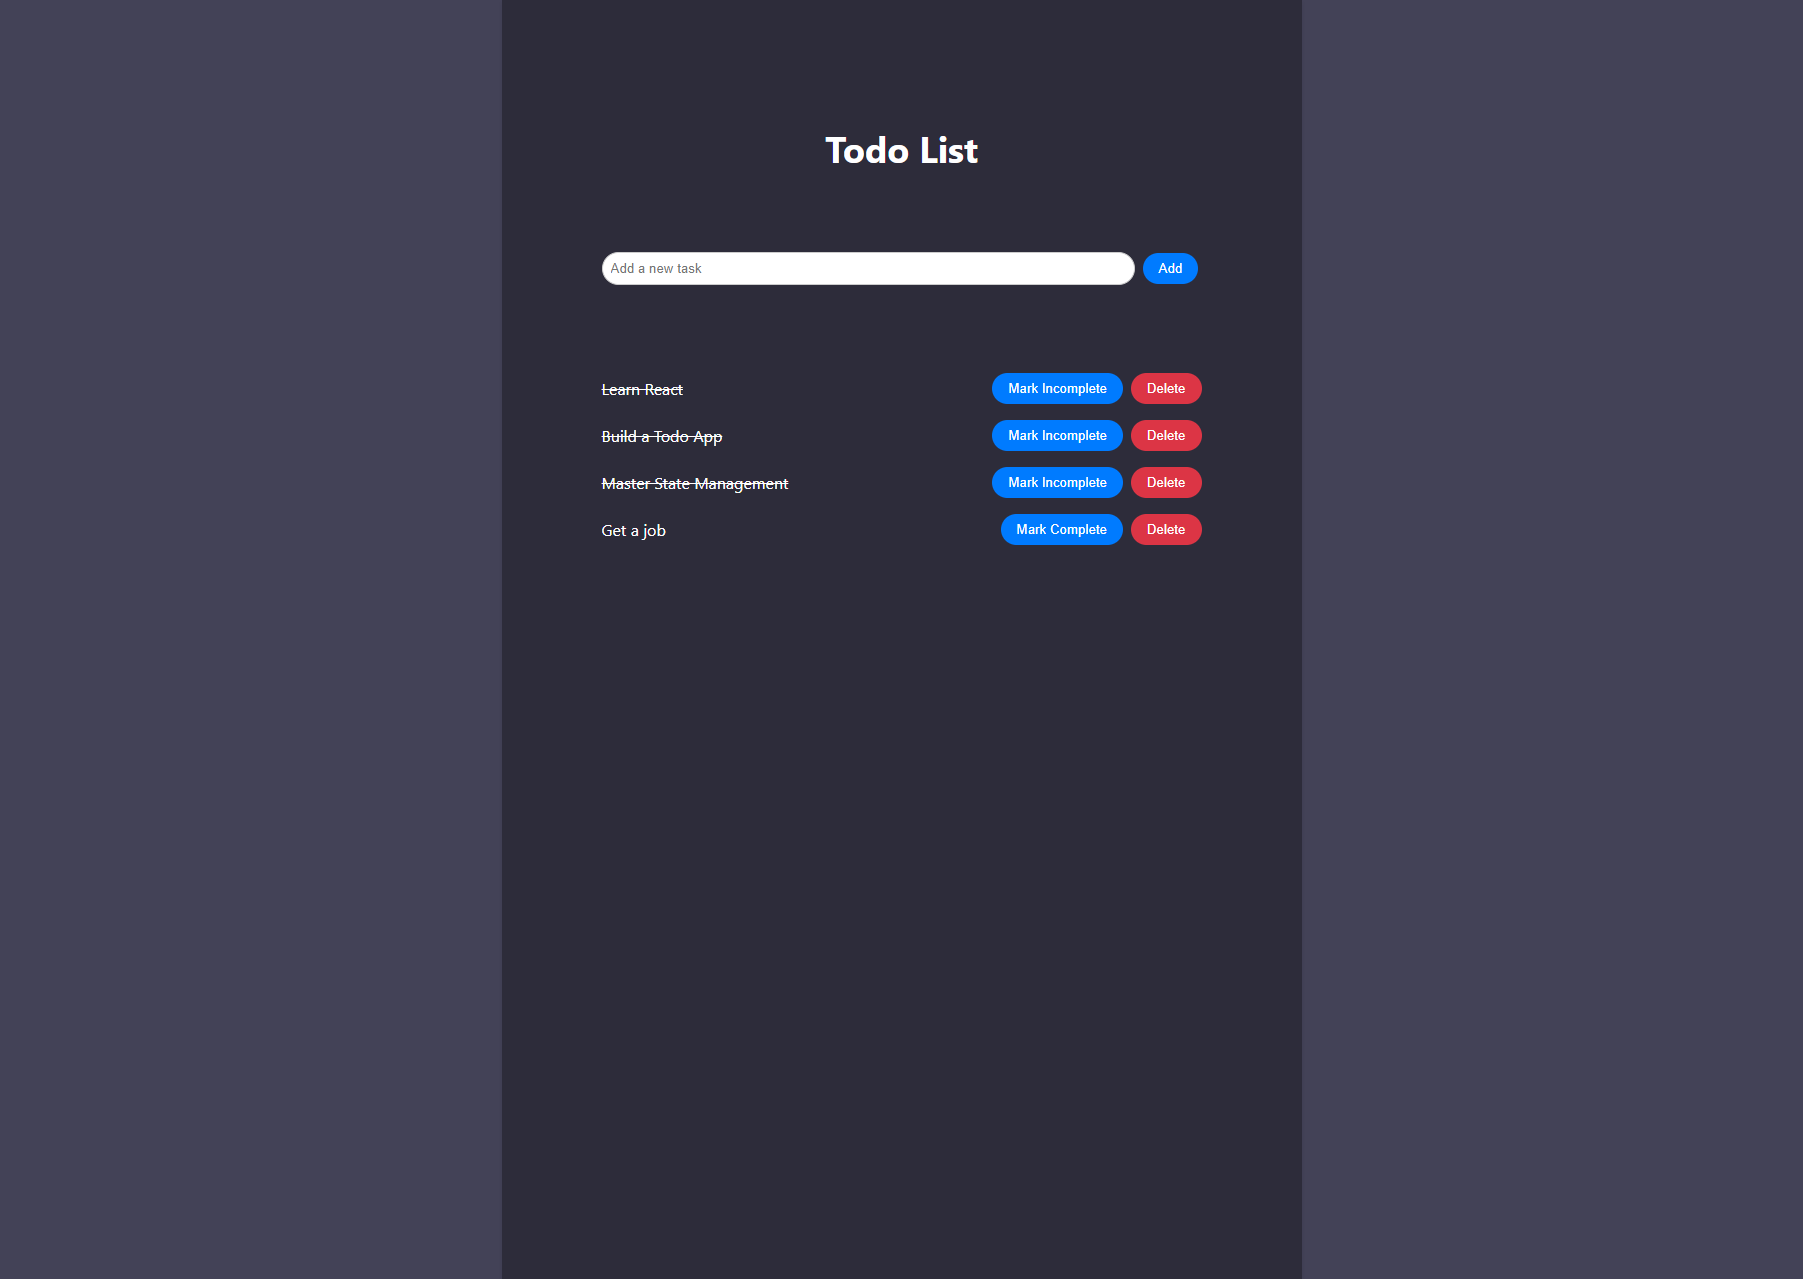 Todo List
Add a new task Add
Learn React Mark Incomplete Delete
Build a Todo App Mark Incomplete Delete
Master State Management Mark Incomplete Delete
Get a job Mark Complete Delete